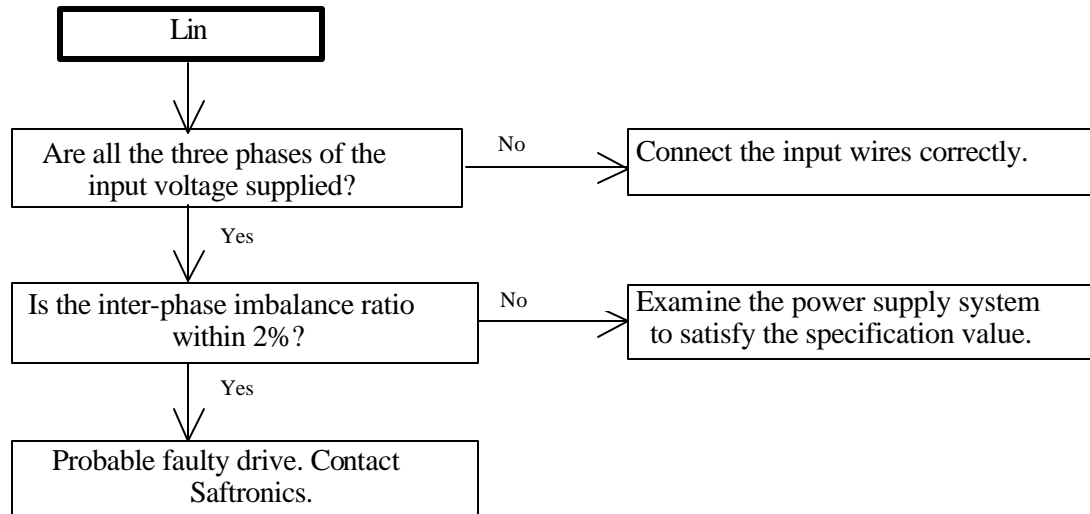 Lin
Are all the three phases of the
input voltage supplied?
No
Connect the input wires correctly.
Yes
Is the inter-phase imbalance ratio
within 2%?
No
Examine the power supply system
to satisfy the specification value.
Yes
Probable faulty drive. Contact
Saftronics.